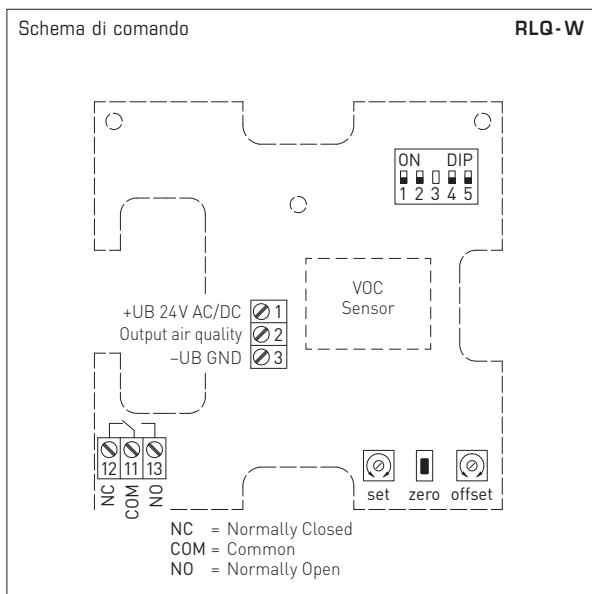 Schema di comando RLQ-W
ON DIP
1 2 3 4 5
VOC
Sensor
+UB 24V AC/DC 1
Output air quality 2
–UB GND 3
12 11 13
NC COM NO
set zero offset
NC = Normally Closed
COM = Common
NO = Normally Open